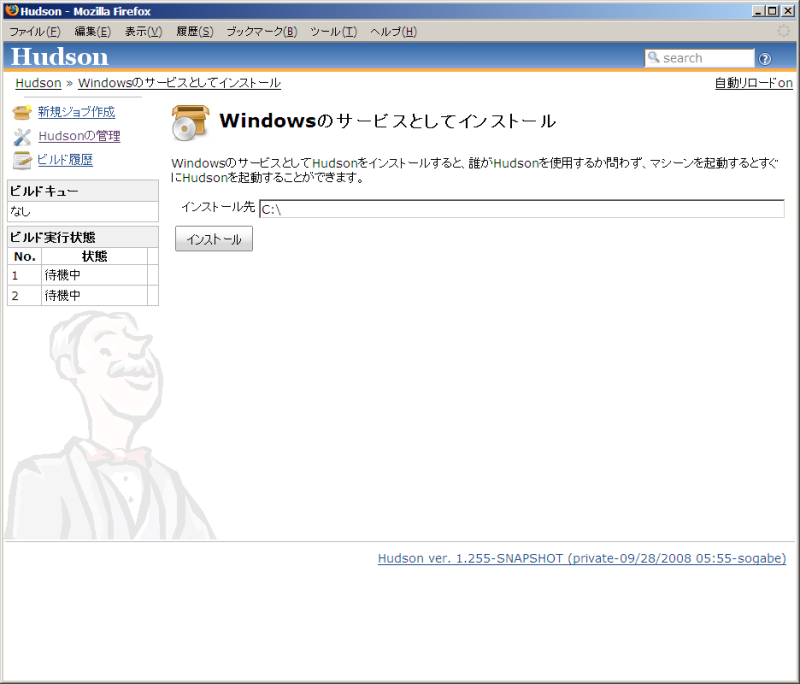 Hudson - Mozilla Firefox
ファイル(F) 編集(E) 表示(V) 履歴(S) ブックマーク(B) ツール(T) ヘルプ(H)
Hudson
search
?
Hudson » Windowsのサービスとしてインストール
自動リロードon
新規ジョブ作成
Hudsonの管理
ビルド履歴
ビルドキュー
なし
ビルド実行状態
No. 状態
1 待機中
2 待機中
Windowsのサービスとしてインストール
WindowsのサービスとしてHudsonをインストールすると、誰がHudsonを使用するか問わず、マシーンを起動するとすぐ
にHudsonを起動することができます。
インストール先 C:\
インストール
Hudson ver. 1.255-SNAPSHOT (private-09/28/2008 05:55-sogabe)